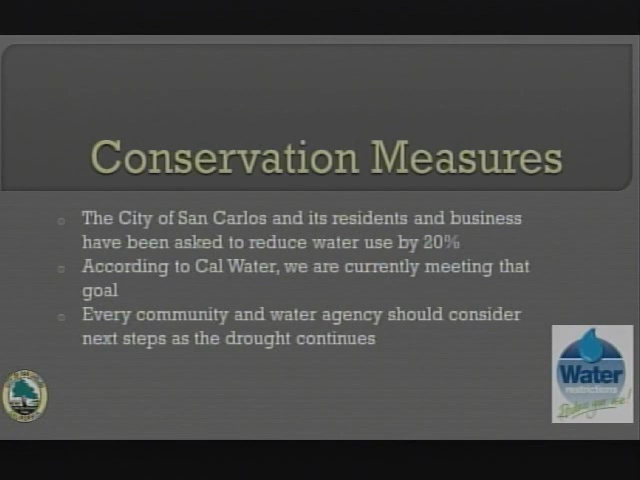 Conservation Measures
The City of San Carlos and its residents and business
have been asked to reduce water use by 20%
According to Cal Water, we are currently meeting that
goal
Every community and water agency should consider
next steps as the drought continues
Water
restrictions